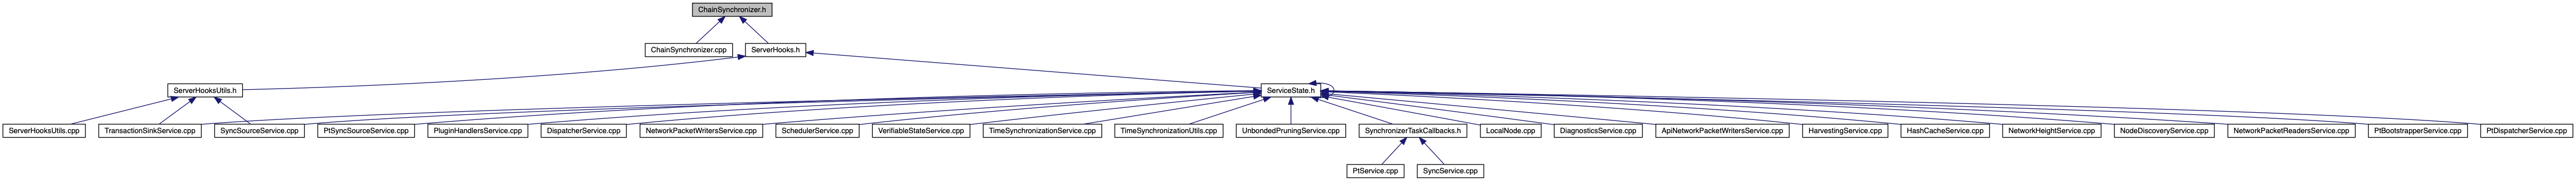 ChainSynchronizer.h
ChainSynchronizer.cpp
ServerHooks.h
ServerHooksUtils.h
ServiceState.h
ServerHooksUtils.cpp
TransactionSinkService.cpp
SyncSourceService.cpp
PtSyncSourceService.cpp
PluginHandlersService.cpp
DispatcherService.cpp
NetworkPacketWritersService.cpp
SchedulerService.cpp
VerifiableStateService.cpp
TimeSynchronizationService.cpp
TimeSynchronizationUtils.cpp
UnbondedPruningService.cpp
SynchronizerTaskCallbacks.h
LocalNode.cpp
DiagnosticsService.cpp
ApiNetworkPacketWritersService.cpp
HarvestingService.cpp
HashCacheService.cpp
NetworkHeightService.cpp
NodeDiscoveryService.cpp
NetworkPacketReadersService.cpp
PtBootstrapperService.cpp
PtDispatcherService.cpp
PtService.cpp
SyncService.cpp